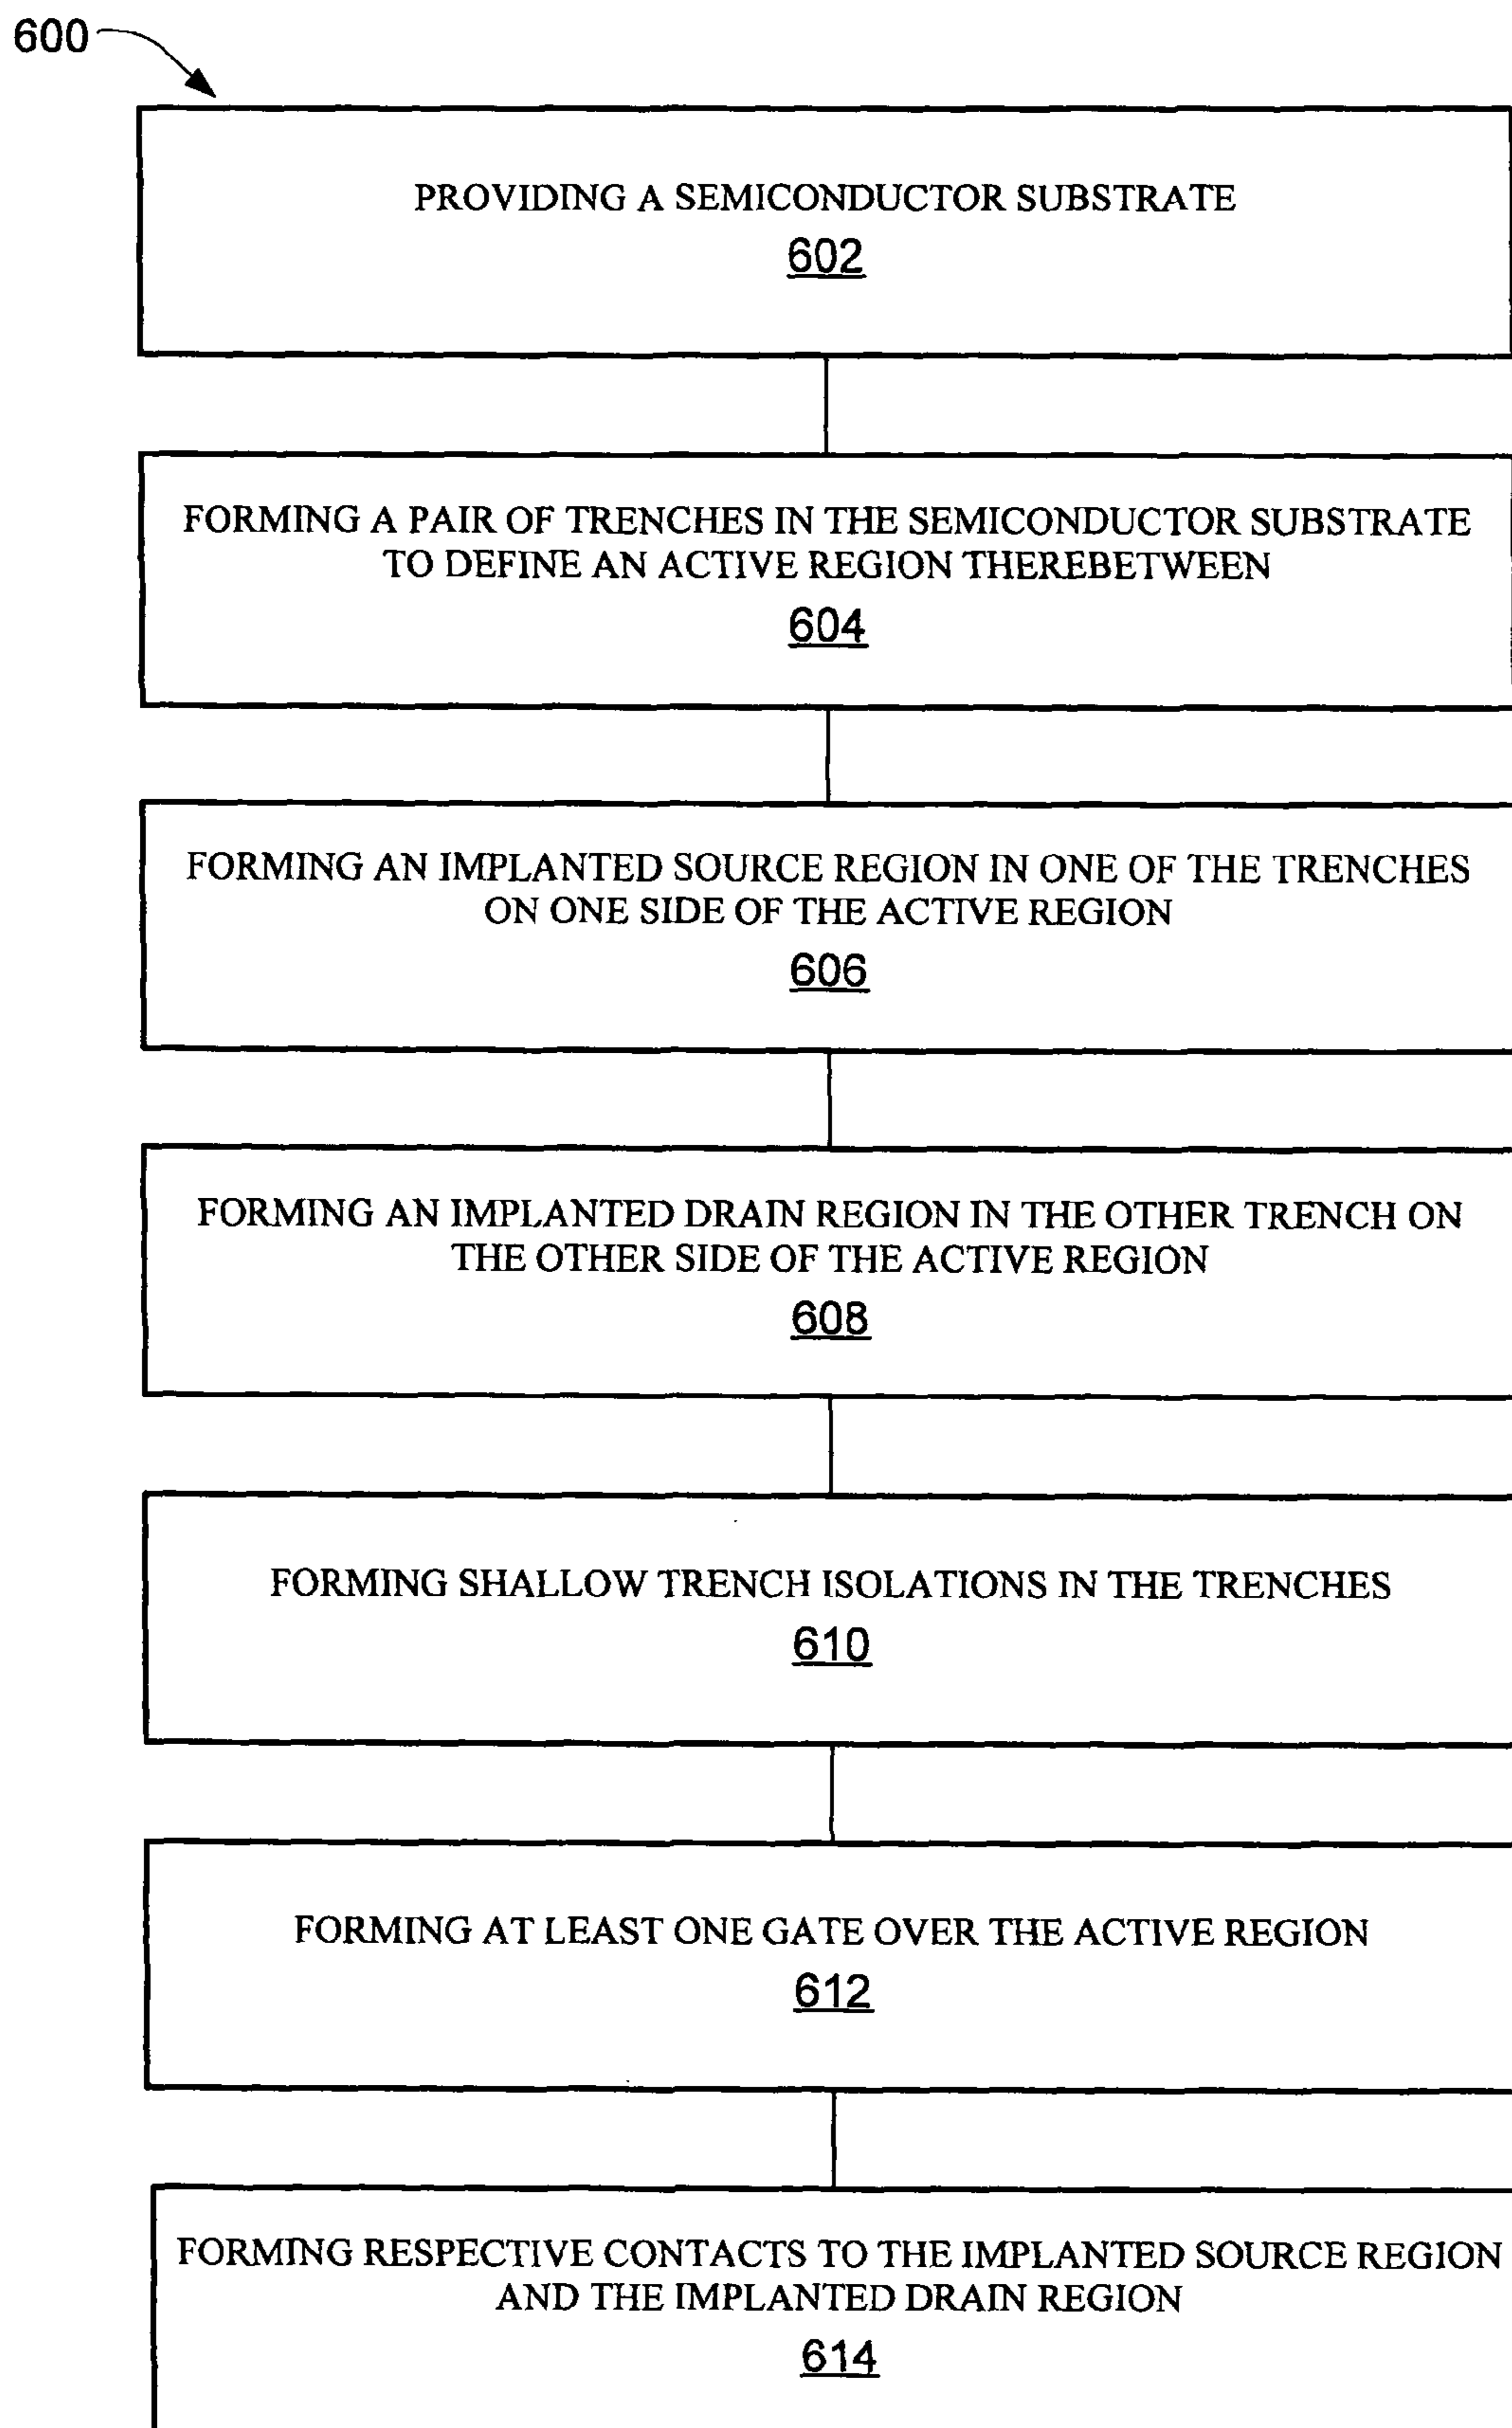 600
PROVIDING A SEMICONDUCTOR SUBSTRATE
602
FORMING A PAIR OF TRENCHES IN THE SEMICONDUCTOR SUBSTRATE
TO DEFINE AN ACTIVE REGION THEREBETWEEN
604
FORMING AN IMPLANTED SOURCE REGION IN ONE OF THE TRENCHES
ON ONE SIDE OF THE ACTIVE REGION
606
FORMING AN IMPLANTED DRAIN REGION IN THE OTHER TRENCH ON
THE OTHER SIDE OF THE ACTIVE REGION
608
FORMING SHALLOW TRENCH ISOLATIONS IN THE TRENCHES
610
FORMING AT LEAST ONE GATE OVER THE ACTIVE REGION
612
FORMING RESPECTIVE CONTACTS TO THE IMPLANTED SOURCE REGION
AND THE IMPLANTED DRAIN REGION
614